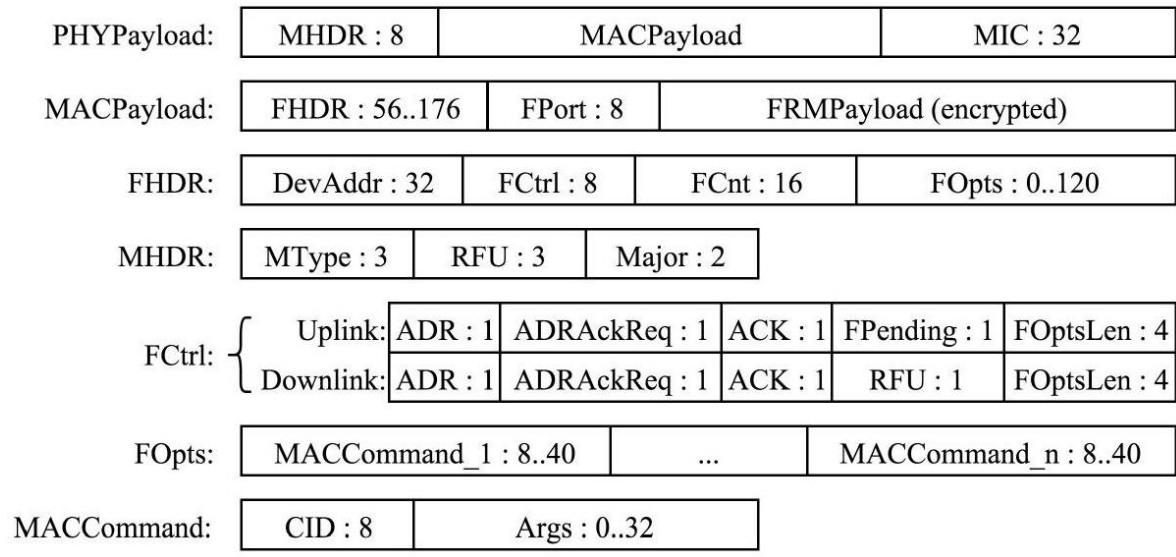 PHYPayload: MHDR : 8 MACPayload MIC : 32
MACPayload: FHDR : 56..176 FPort : 8 FRMPayload (encrypted)
FHDR: DevAddr : 32 FCtrl : 8 FCnt : 16 FOpts : 0..120
MHDR: MType : 3 RFU : 3 Major : 2
FCtrl: Uplink: ADR : 1 ADRAckReq : 1 ACK : 1 FPending : 1 FOptsLen : 4
Downlink: ADR : 1 ADRAckReq : 1 ACK : 1 RFU : 1 FOptsLen : 4
FOpts: MACCommand_1 : 8..40 ... MACCommand_n : 8..40
MACCommand: CID : 8 Args : 0..32